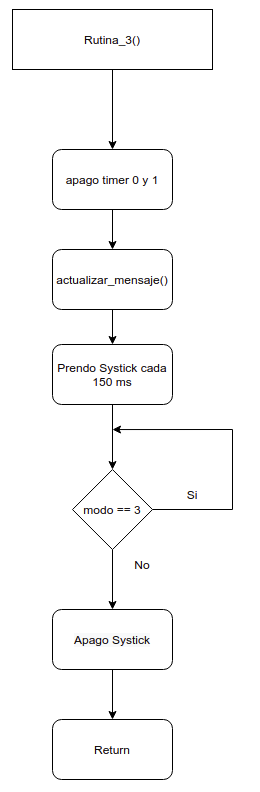 Rutina_3()
apago timer 0 y 1
actualizar_mensaje()
Prendo Systick cada
150 ms
Si
modo == 3
No
Apago Systick
Return